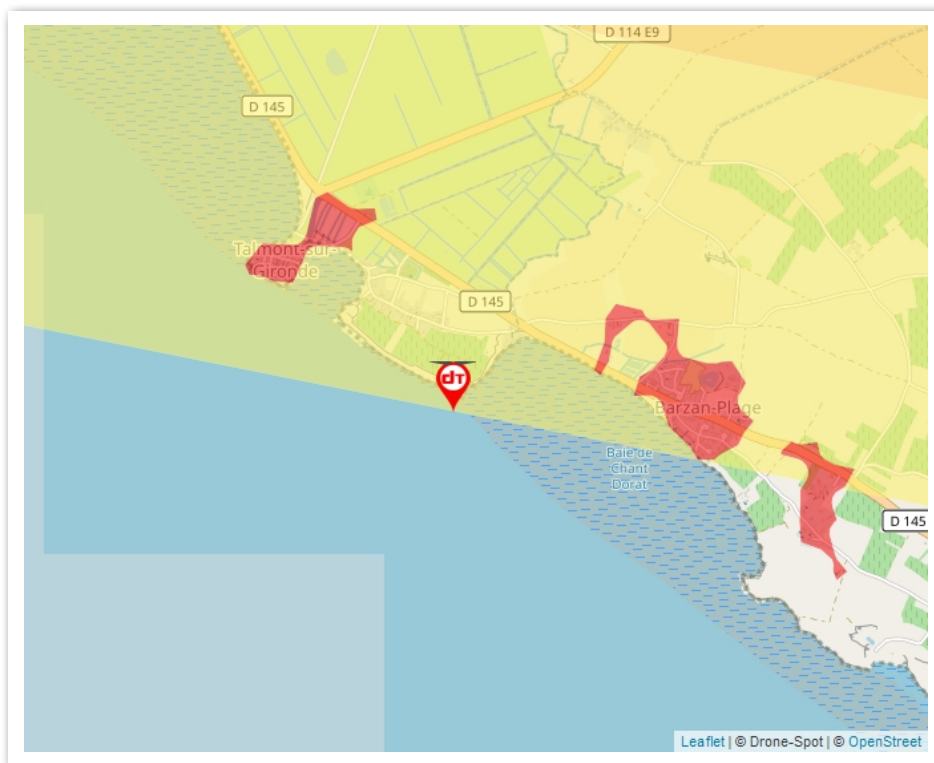 D 114 E9
D 145
Talmont-sur-
Gironde
D 145
Barzan-Plage
Baie de
Chant
Dorat
D 145
dT
Leaflet | © Drone-Spot | © OpenStreet